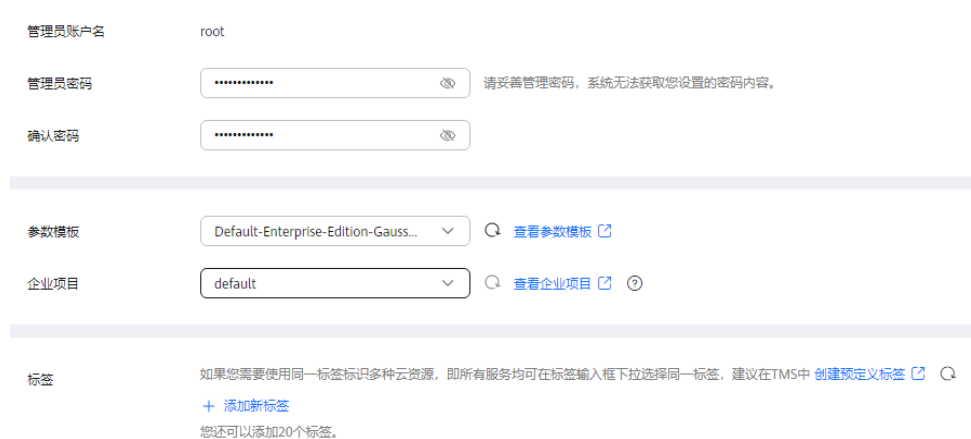 管理员账户名 root
管理员密码 ••••••••••••• 请妥善管理密码，系统无法获取您设置的密码内容。
确认密码 •••••••••••••
参数模板 Default-Enterprise-Edition-Gauss... 查看参数模板
企业项目 default 查看企业项目 ?
标签 如果您需要使用同一标签标识多种云资源，即所有服务均可在标签输入框下拉选择同一标签，建议在TMS中 创建预定义标签
+ 添加新标签
您还可以添加20个标签。